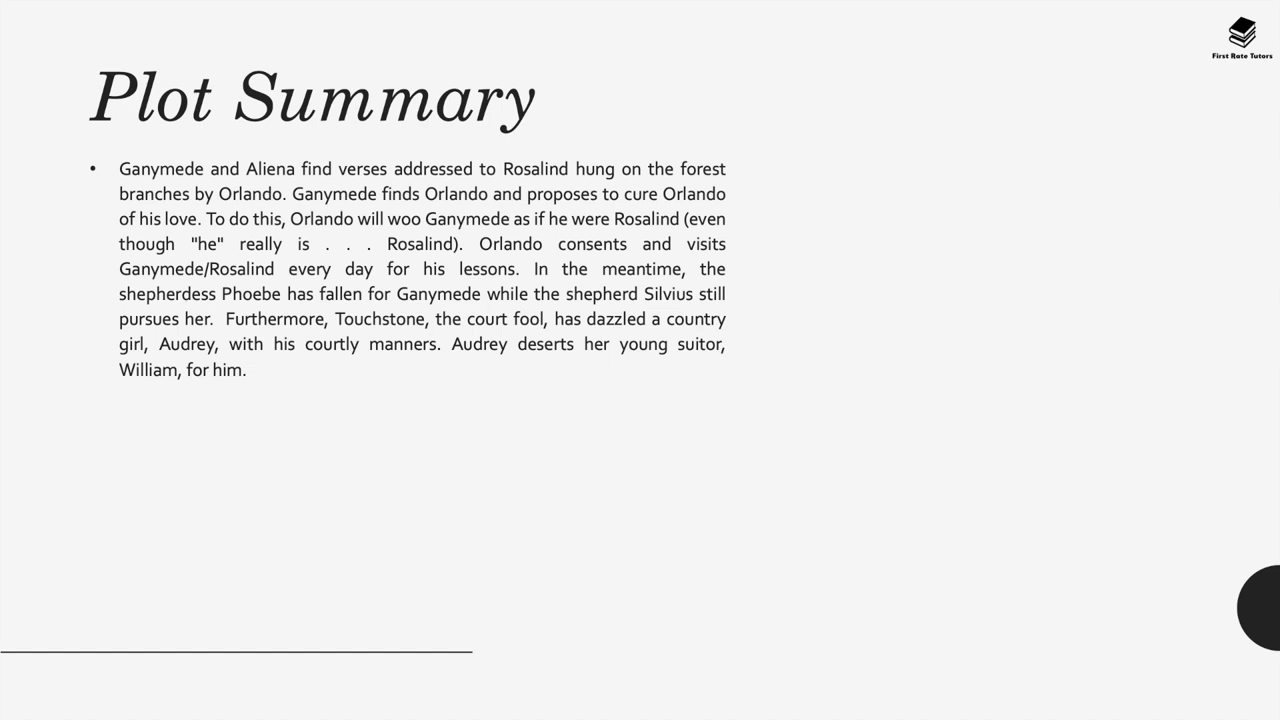 First Rate Tutors
Plot Summary
• Ganymede and Aliena find verses addressed to Rosalind hung on the forest
branches by Orlando. Ganymede finds Orlando and proposes to cure Orlando
of his love. To do this, Orlando will woo Ganymede as if he were Rosalind (even
though "he" really is . . . Rosalind). Orlando consents and visits
Ganymede/Rosalind every day for his lessons. In the meantime, the
shepherdess Phoebe has fallen for Ganymede while the shepherd Silvius still
pursues her.  Furthermore, Touchstone, the court fool, has dazzled a country
girl, Audrey, with his courtly manners. Audrey deserts her young suitor,
William, for him.